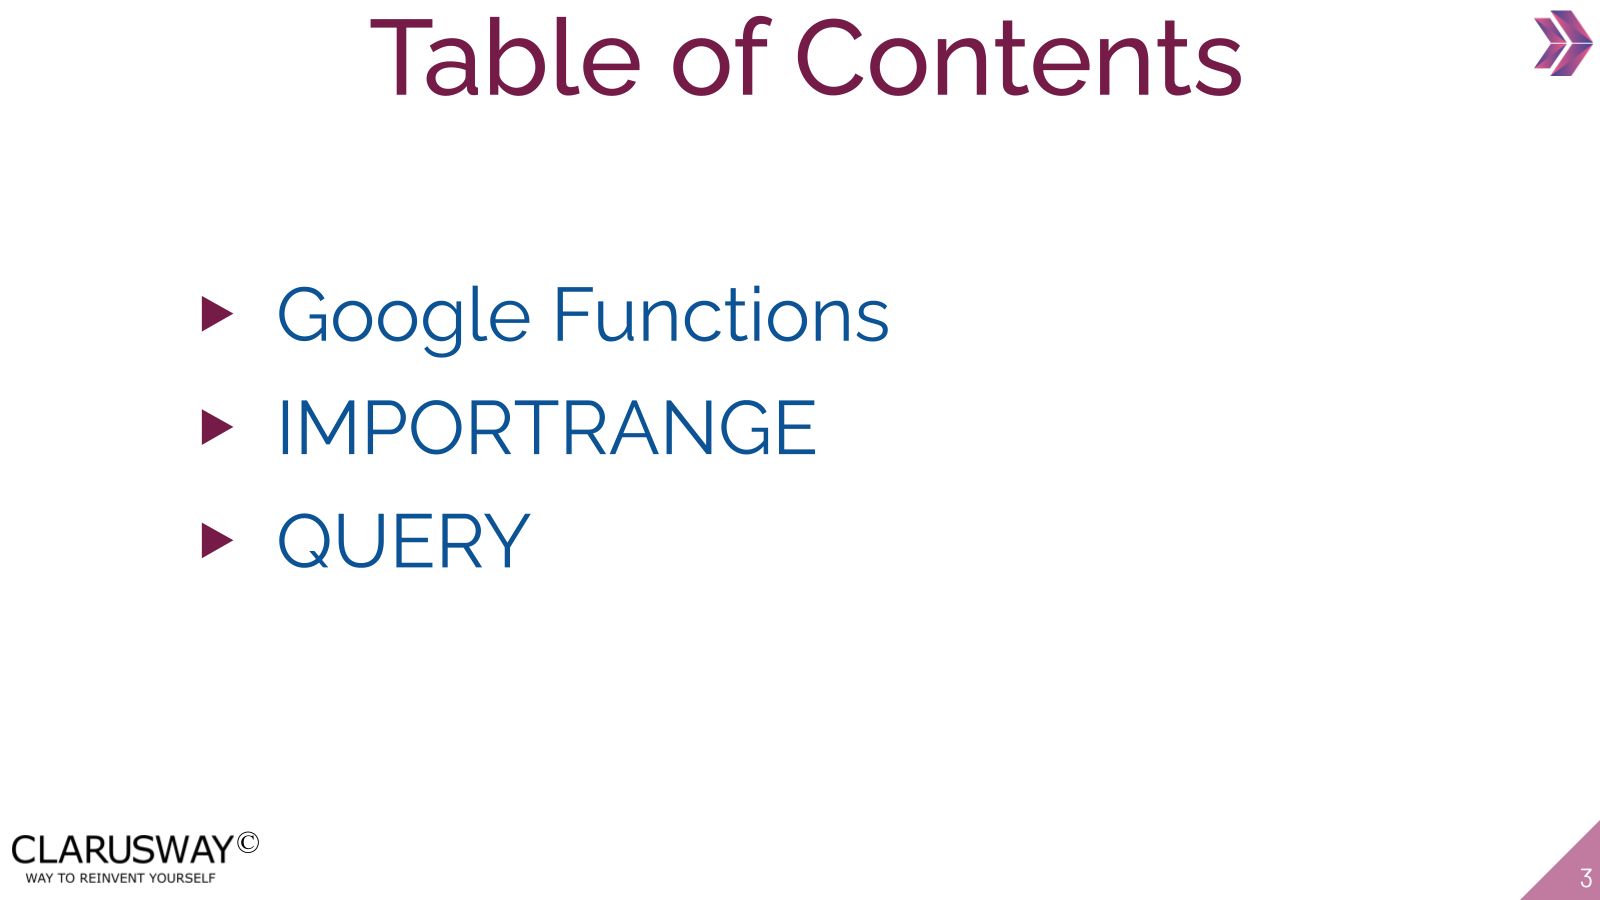 Table of Contents
Google Functions
IMPORTRANGE
QUERY
CLARUSWAY©
WAY TO REINVENT YOURSELF
3